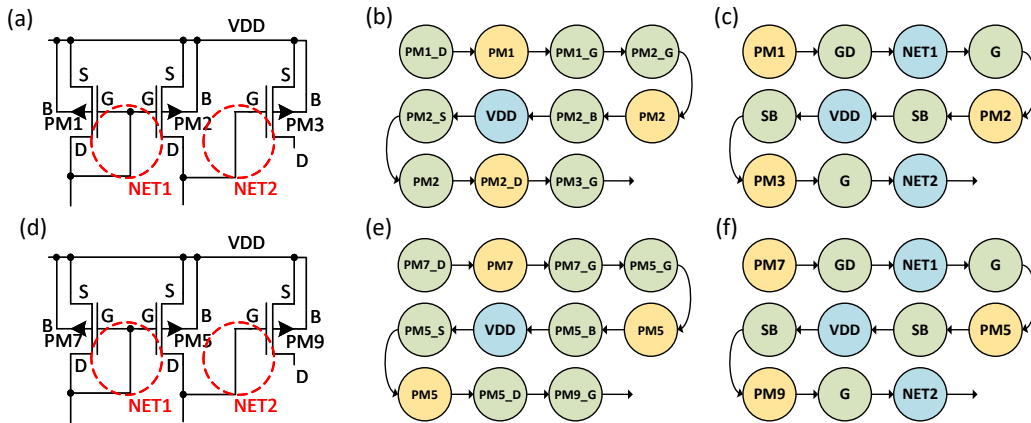 (a)
VDD
S
S
S
B
G
G
B
G
B
PM1
PM2
PM3
D
D
D
NET1
NET2
(b)
PM1_D
PM1
PM1_G
PM2_G
PM2_S
VDD
PM2_B
PM2
PM2
PM2_D
PM3_G
(c)
PM1
GD
NET1
G
SB
VDD
SB
PM2
PM3
G
NET2
(d)
VDD
S
S
S
B
G
G
B
G
B
PM7
PM5
PM9
D
D
D
NET1
NET2
(e)
PM7_D
PM7
PM7_G
PM5_G
PM5_S
VDD
PM5_B
PM5
PM5
PM5_D
PM9_G
(f)
PM7
GD
NET1
G
SB
VDD
SB
PM5
PM9
G
NET2